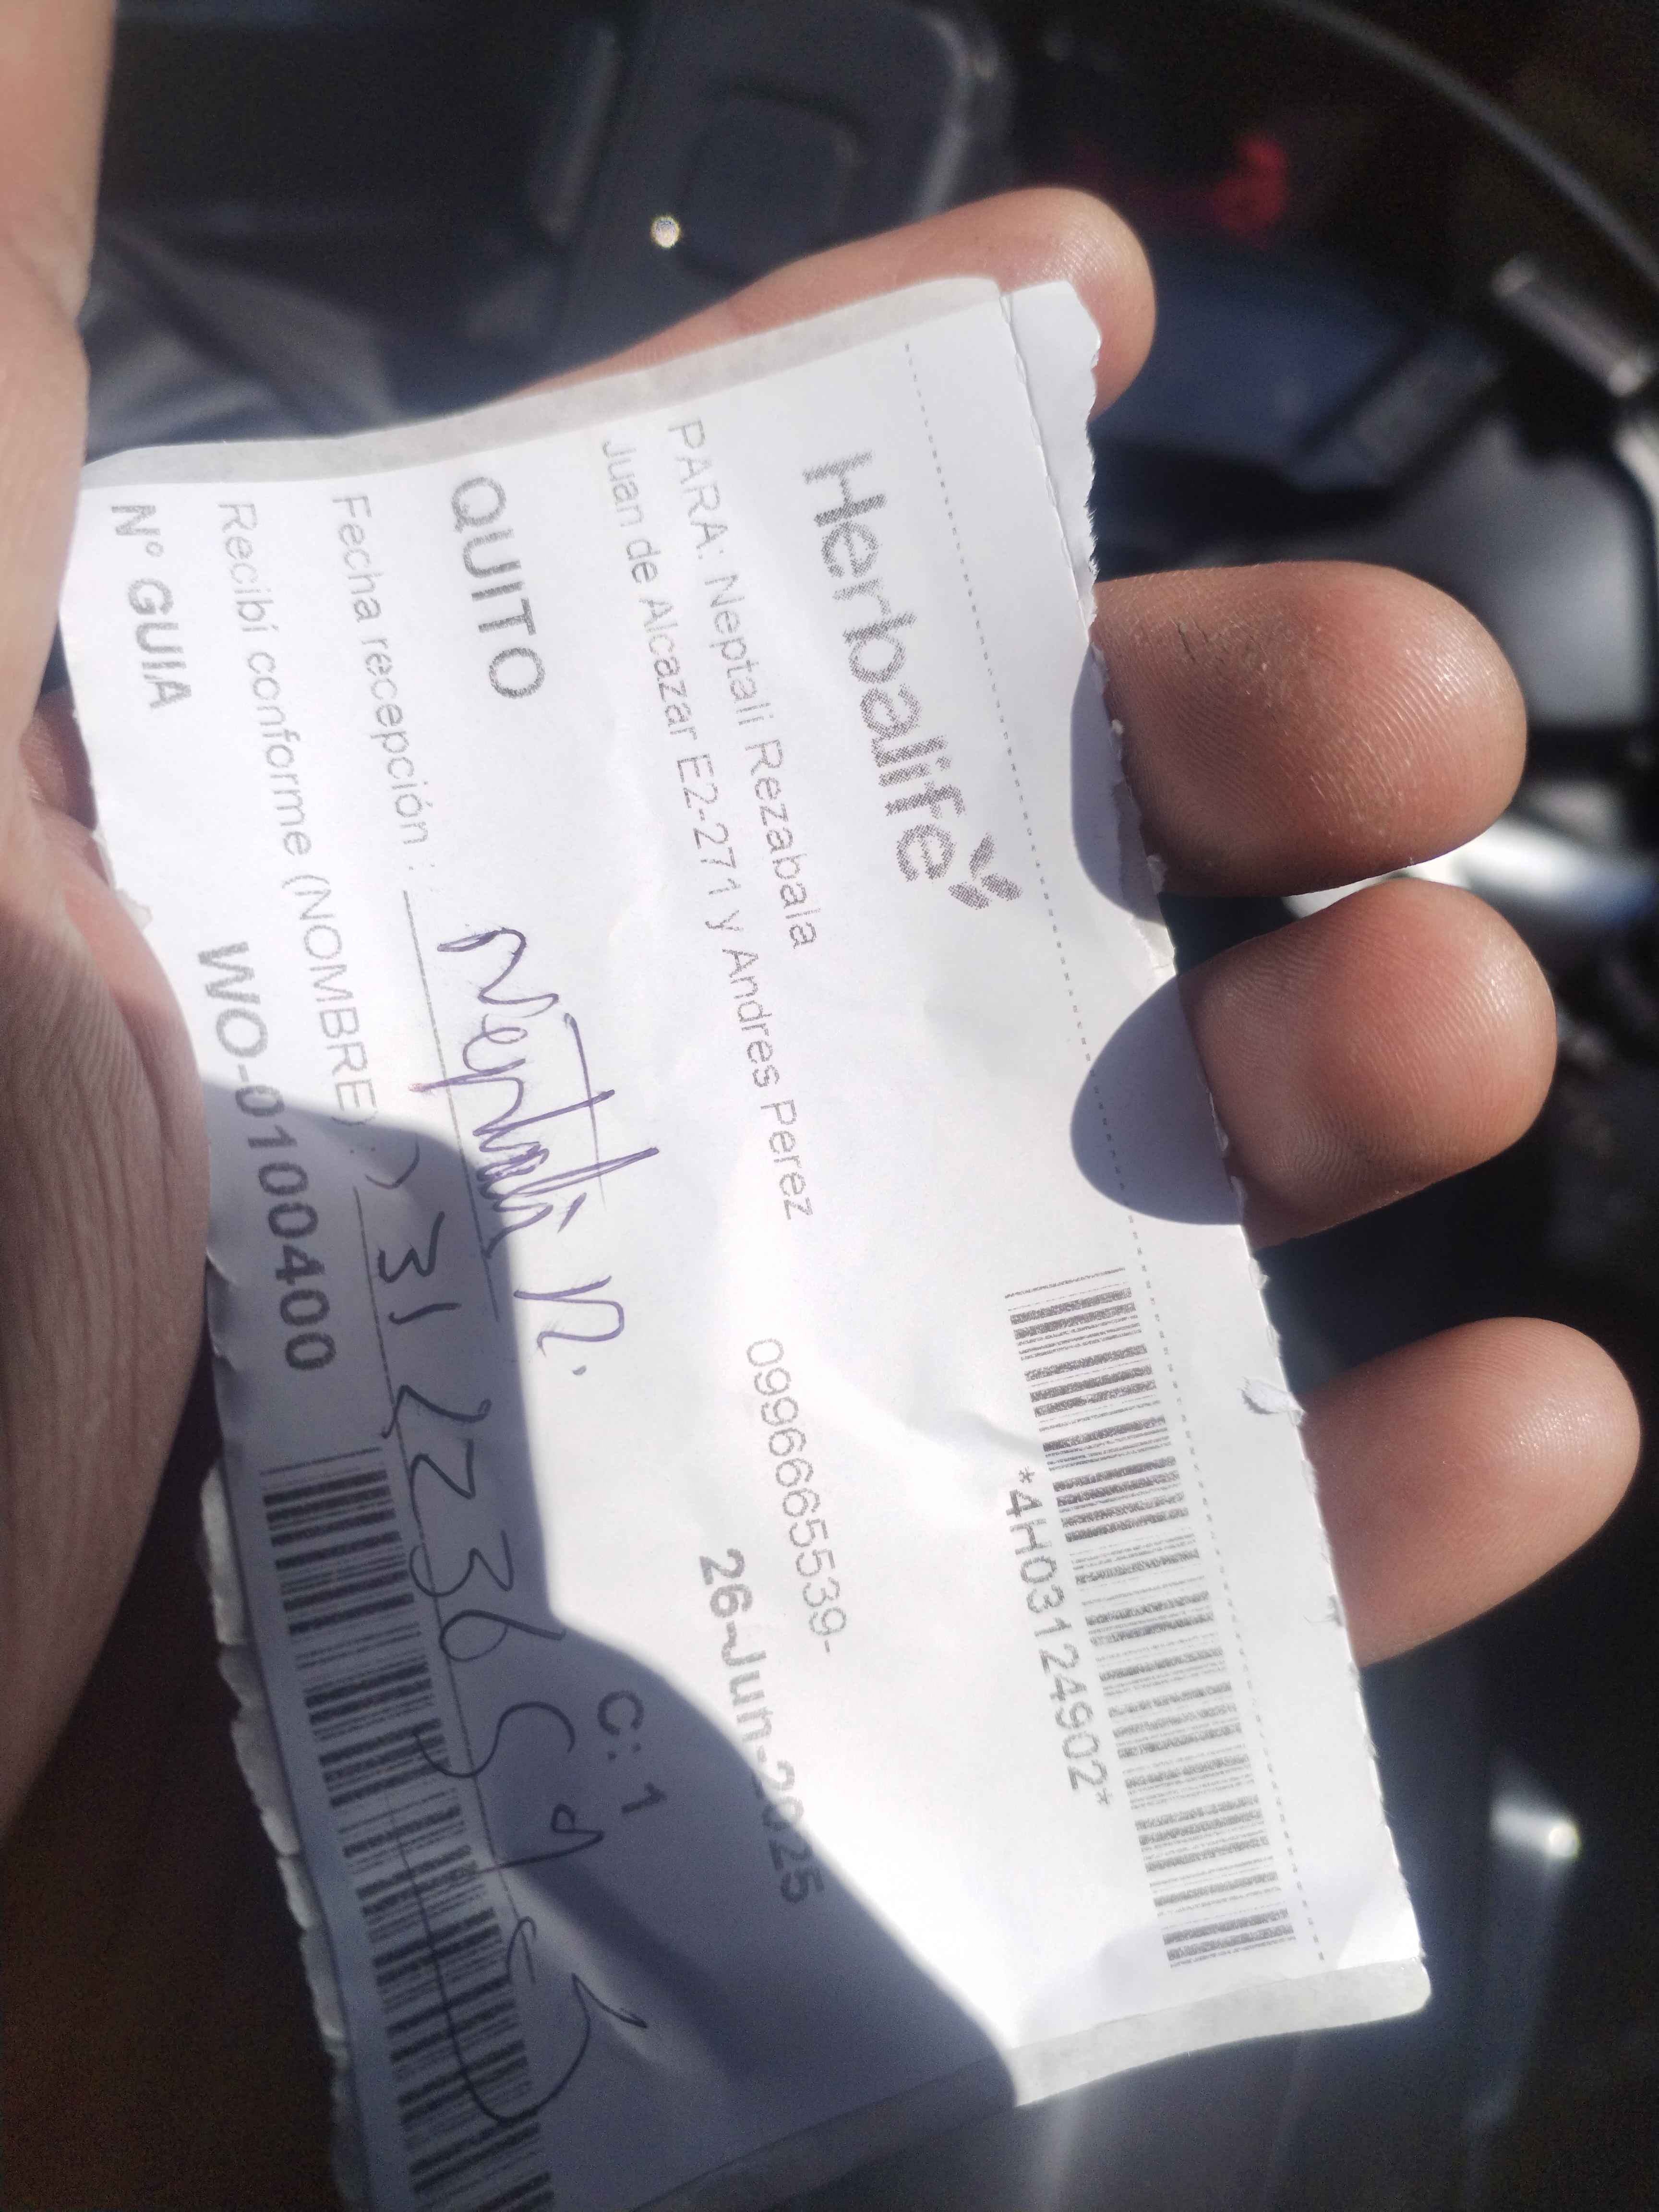 Herbalife
*4H03124902*
PARA: Neptali Rezabala
0996665539-
Juan de Alcazar E2-271 y Andres Perez
26-Jun-2025
QUITO
C: 1
Neptali R.
Fecha recepción :
Recibí conforme (NOMBRE) :
Nº GUIA
WO-0100400